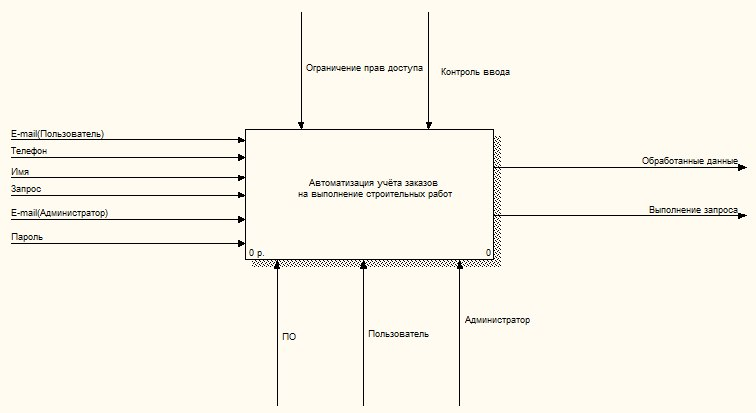 Ограничение прав доступа
Контроль ввода
E-mail(Пользователь)
Телефон
Имя
Запрос
E-mail(Администратор)
Пароль
Автоматизация учёта заказов
на выполнение строительных работ
0 р.
0
Обработанные данные
Выполнение запроса
ПО
Пользователь
Администратор